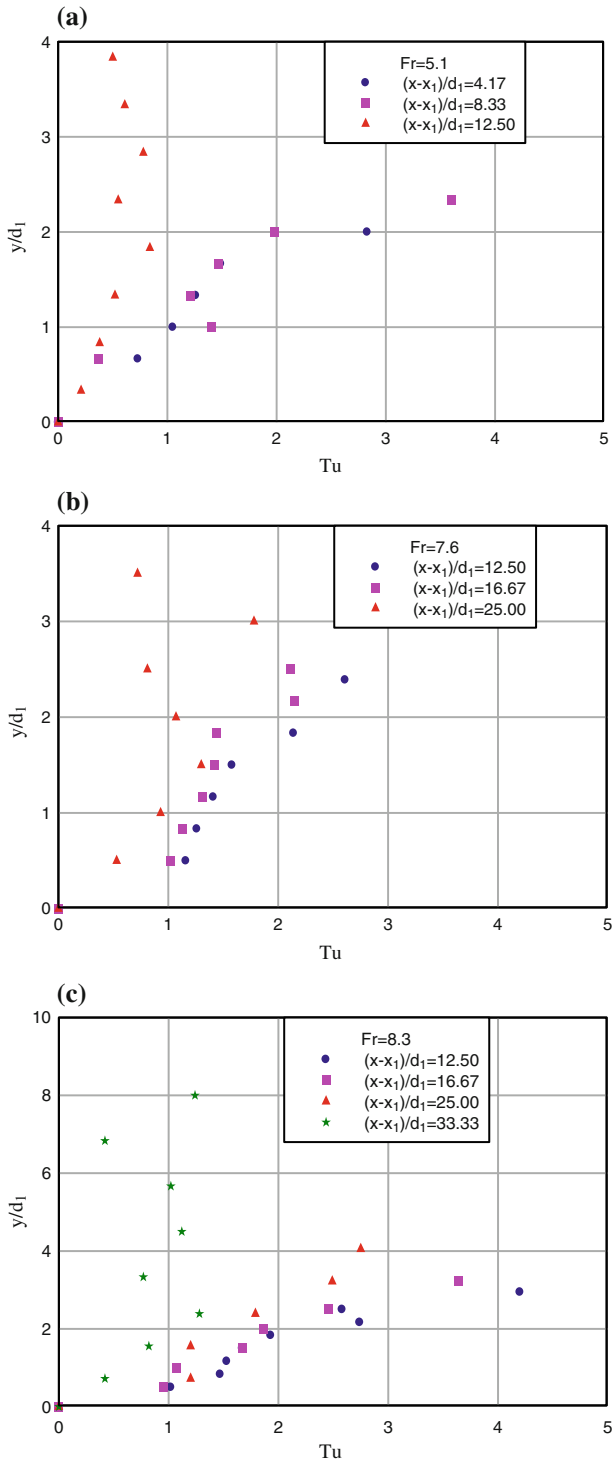 (a)
Fr=5.1
(x-x₁)/d₁=4.17
(x-x₁)/d₁=8.33
(x-x₁)/d₁=12.50
4
3
2
1
0
y/d₁
0 1 2 3 4 5
Tu
(b)
Fr=7.6
(x-x₁)/d₁=12.50
(x-x₁)/d₁=16.67
(x-x₁)/d₁=25.00
4
3
2
1
0
y/d₁
0 1 2 3 4 5
Tu
(c)
Fr=8.3
(x-x₁)/d₁=12.50
(x-x₁)/d₁=16.67
(x-x₁)/d₁=25.00
(x-x₁)/d₁=33.33
10
8
6
4
2
0
y/d₁
0 1 2 3 4 5
Tu